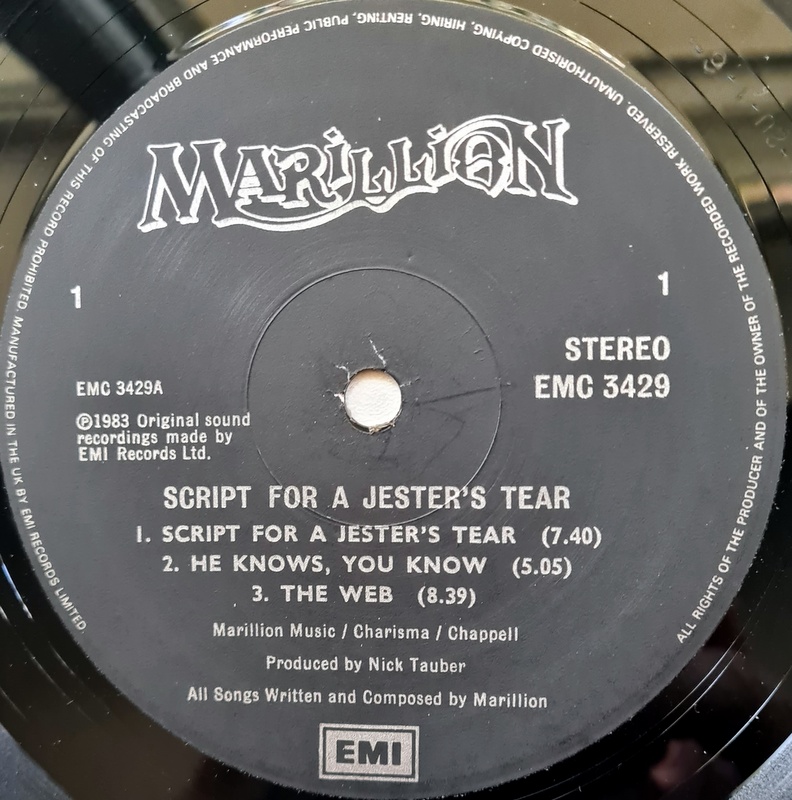 ALL RIGHTS OF THE PRODUCER AND OF THE OWNER OF THE RECORDED WORK RESERVED. UNAUTHORISED COPYING, HIRING, RENTING, PUBLIC PERFORMANCE AND BROADCASTING OF THIS RECORD PROHIBITED. MANUFACTURED IN THE UK BY EMI RECORDS LIMITED.
MARILLION
1
1
STEREO
EMC 3429
EMC 3429A
℗1983 Original sound
recordings made by
EMI Records Ltd.
SCRIPT FOR A JESTER'S TEAR
1. SCRIPT FOR A JESTER'S TEAR (7.40)
2. HE KNOWS, YOU KNOW (5.05)
3. THE WEB (8.39)
Marillion Music / Charisma / Chappell
Produced by Nick Tauber
All Songs Written and Composed by Marillion
EMI